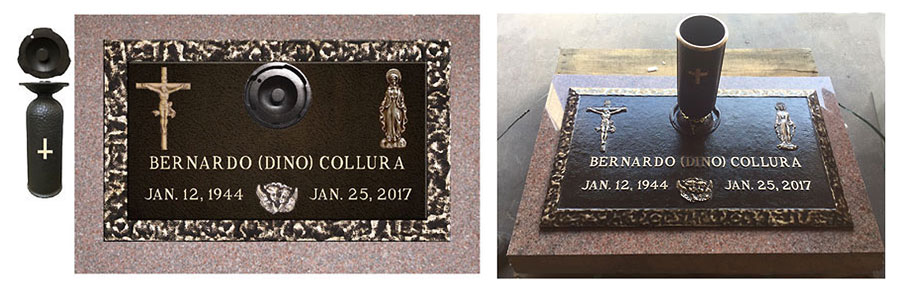 BERNARDO (DINO) COLLURA
JAN. 12, 1944 JAN. 25, 2017
BERNARDO (DINO) COLLURA
JAN. 12, 1944 JAN. 25, 2017